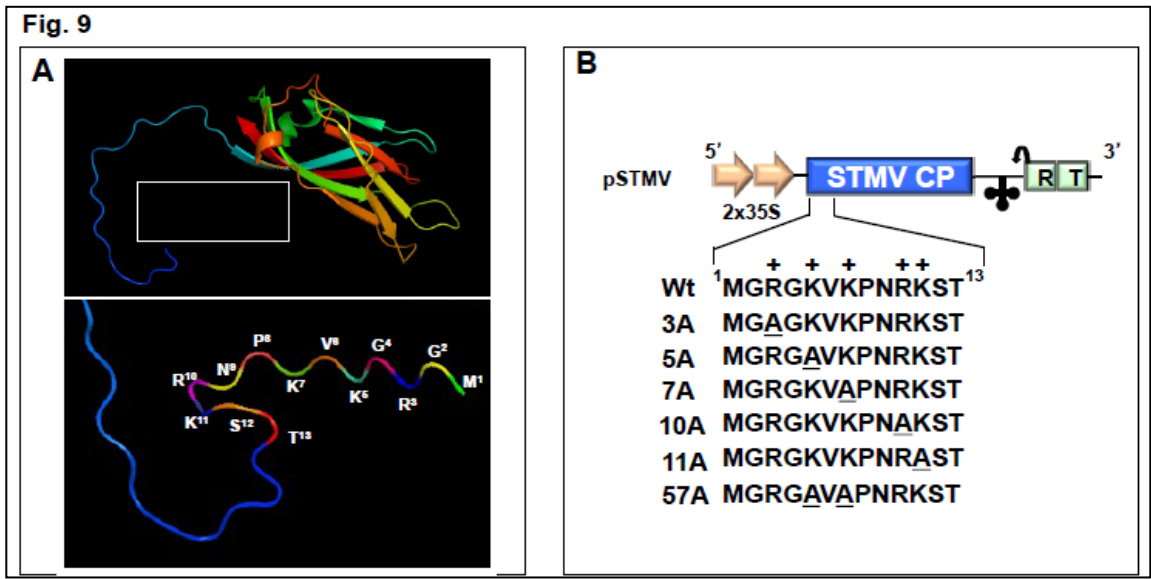 Fig. 9
A
P⁸ V⁶ G⁴ G²
N⁹
R¹⁰ K⁷ K⁵ R³ M¹
K¹¹ S¹² T¹³
B
5’ 3’
pSTMV STMV CP R T
2x35S
+ + + + +
Wt ¹MGRGKVKPNRKST¹³
3A MGAGKVKPNRKST
5A MGRGAVKPNRKST
7A MGRGKVAPNRKST
10A MGRGKVKPNAKST
11A MGRGKVKPNRAST
57A MGRGAVAPNRKST